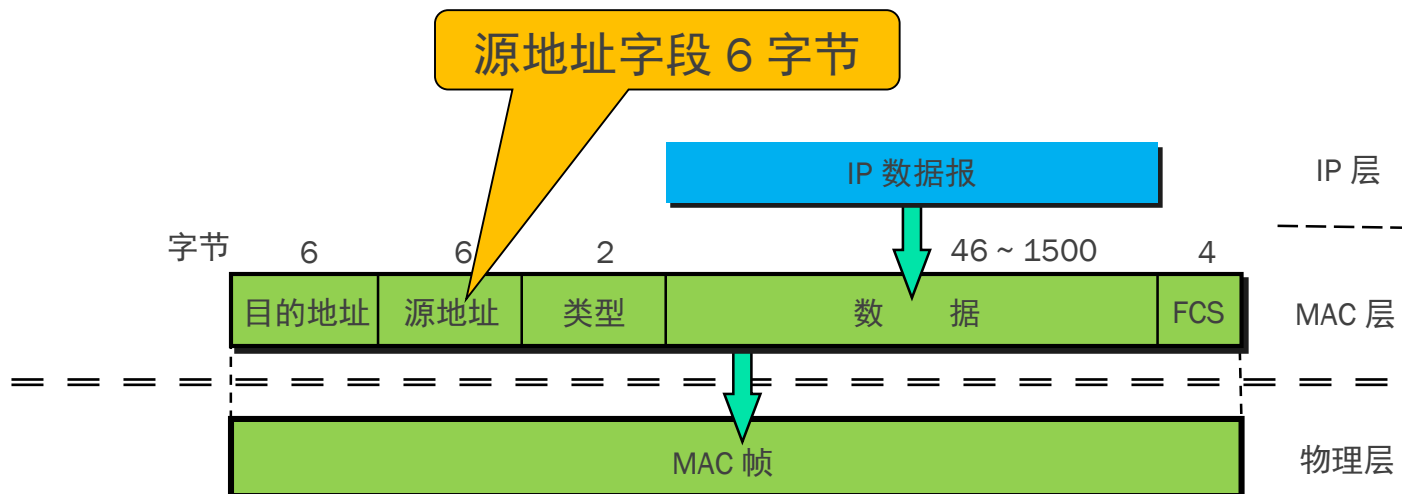 源地址字段 6 字节
IP 数据报
IP 层
字节 6 6 2 46 ~ 1500 4
目的地址 源地址 类型 数 据 FCS
MAC 层
MAC 帧
物理层